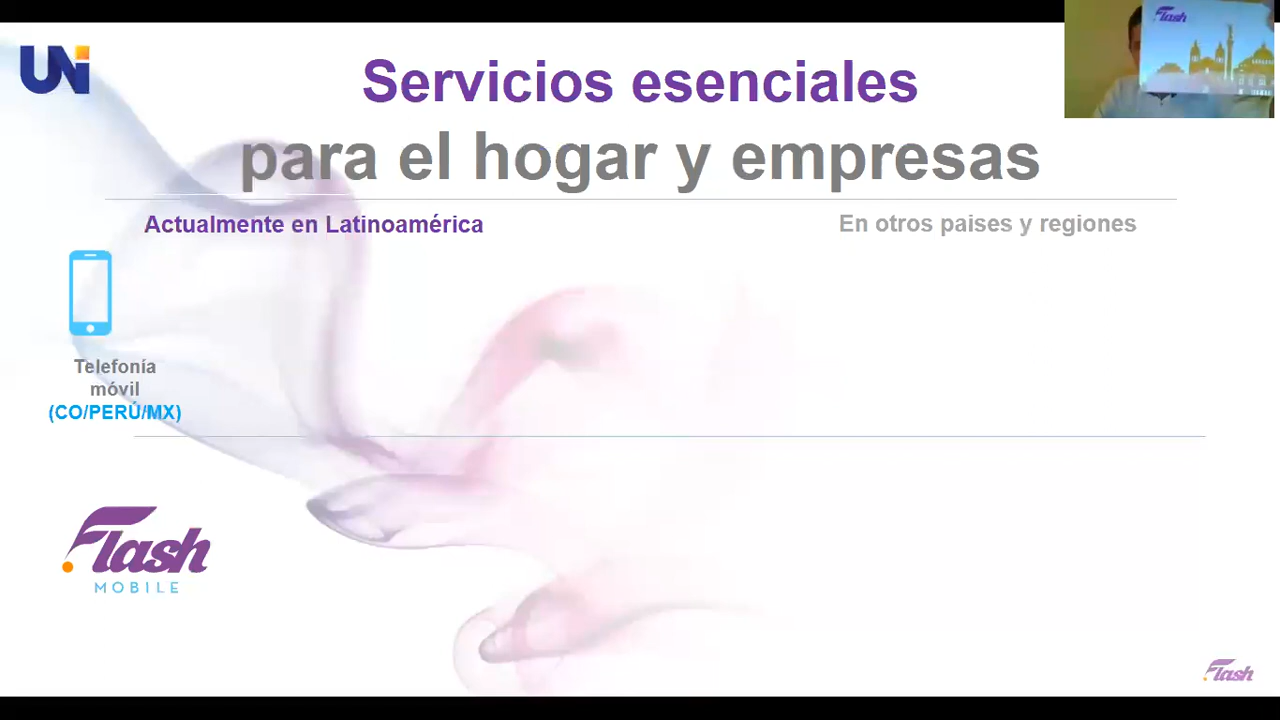 UNi
Flash
Servicios esenciales
para el hogar y empresas
Actualmente en Latinoamérica
En otros paises y regiones
Telefonía
móvil
(CO/PERÚ/MX)
Flash
MOBILE
Flash